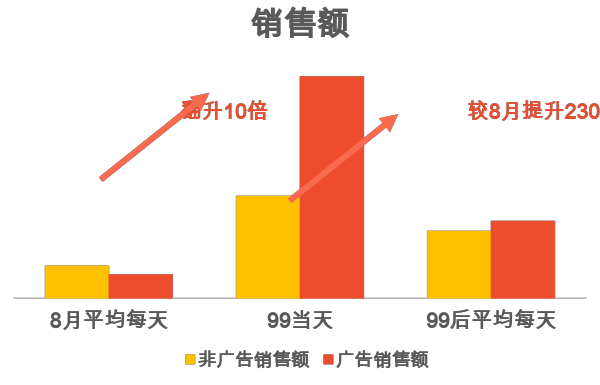 销售额
翻升10倍
较8月提升230
8月平均每天
99当天
99后平均每天
非广告销售额
广告销售额